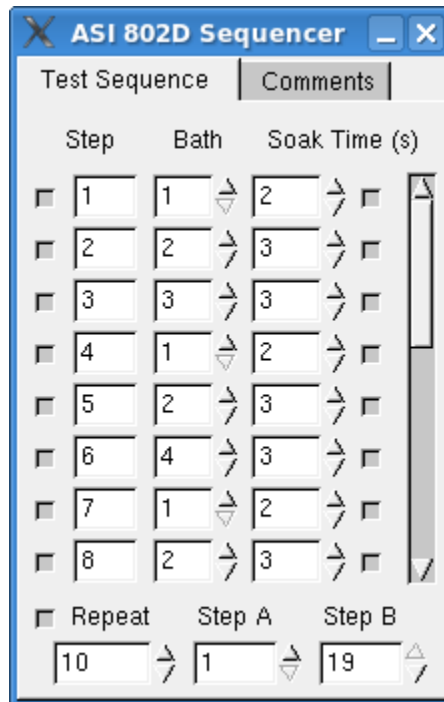 ASI 802D Sequencer
Test Sequence Comments
Step Bath Soak Time (s)
1 1 2
2 2 3
3 3 3
4 1 2
5 2 3
6 4 3
7 1 2
8 2 3
Repeat Step A Step B
10 1 19